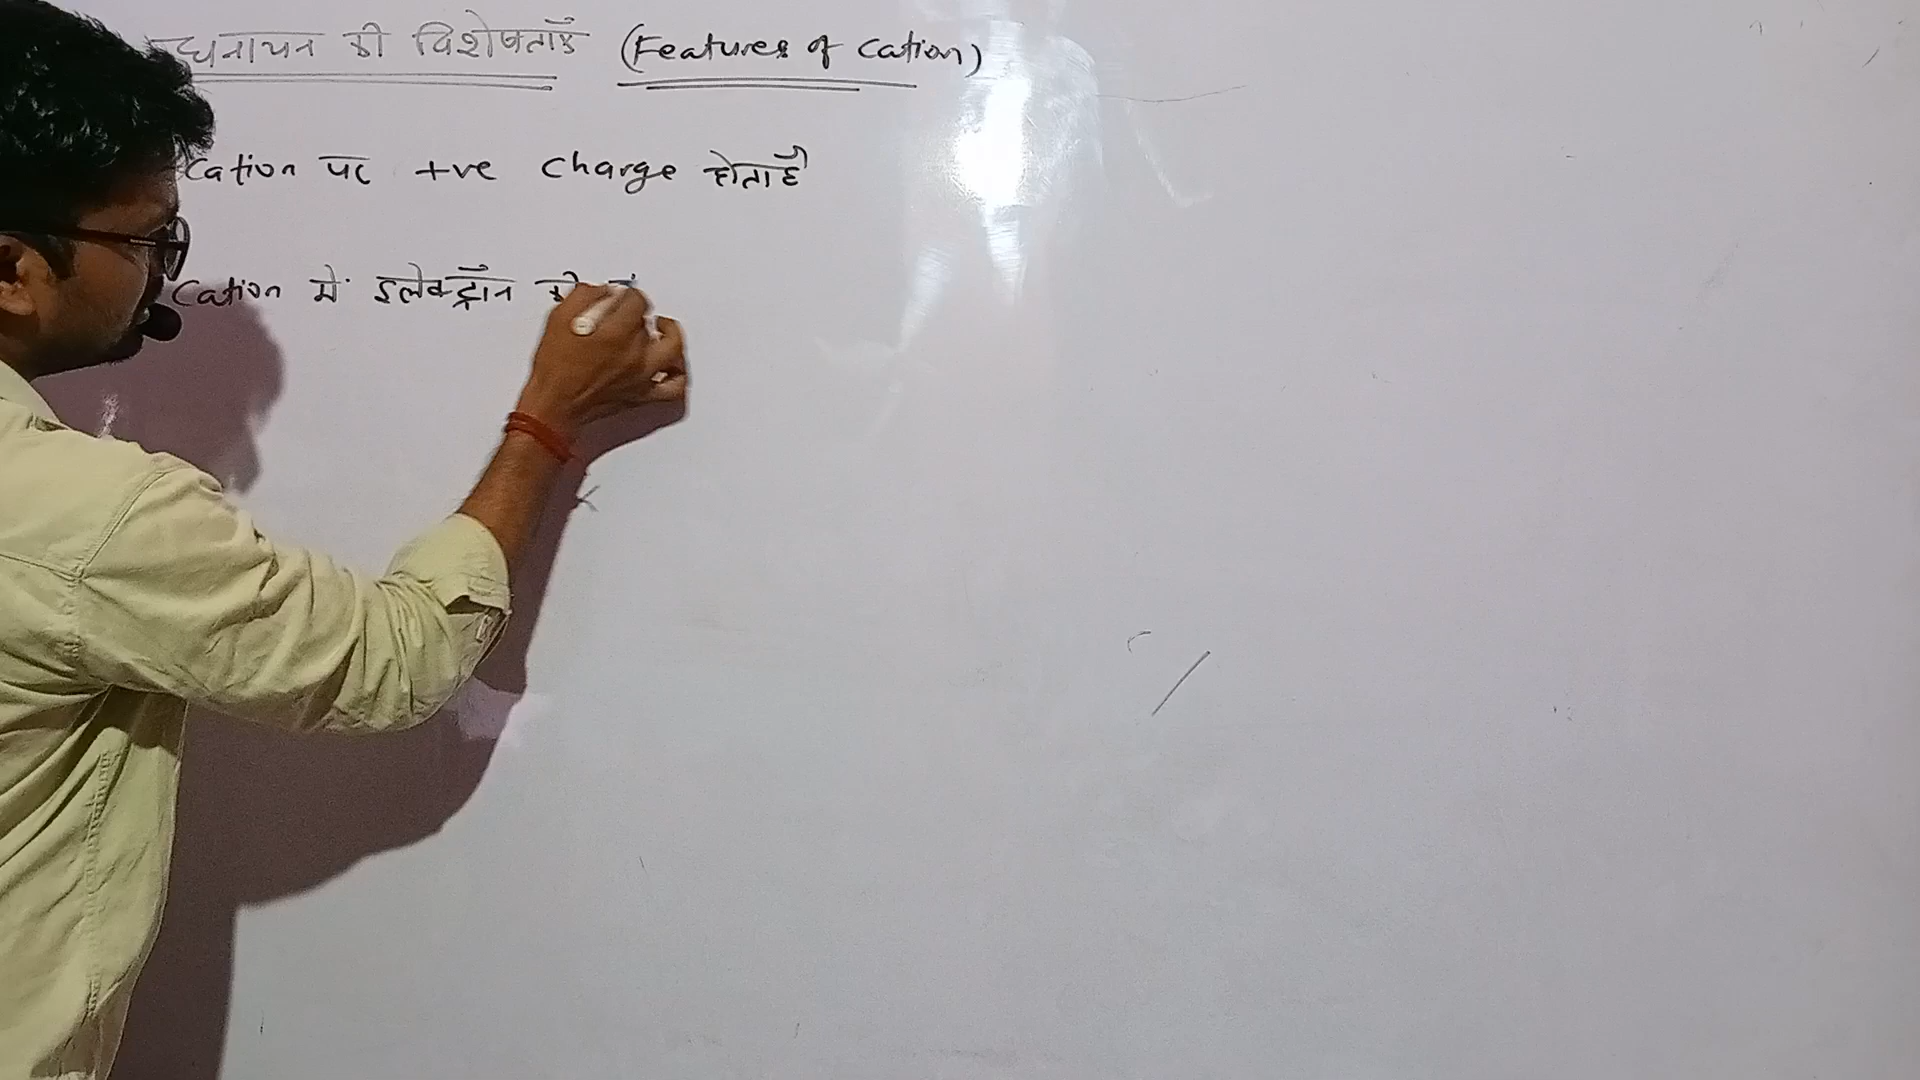 धनायन की विशेषताएँ (Features of Cation)
Cation पर +ve charge होता है
Cation में इलेक्ट्रॉन की